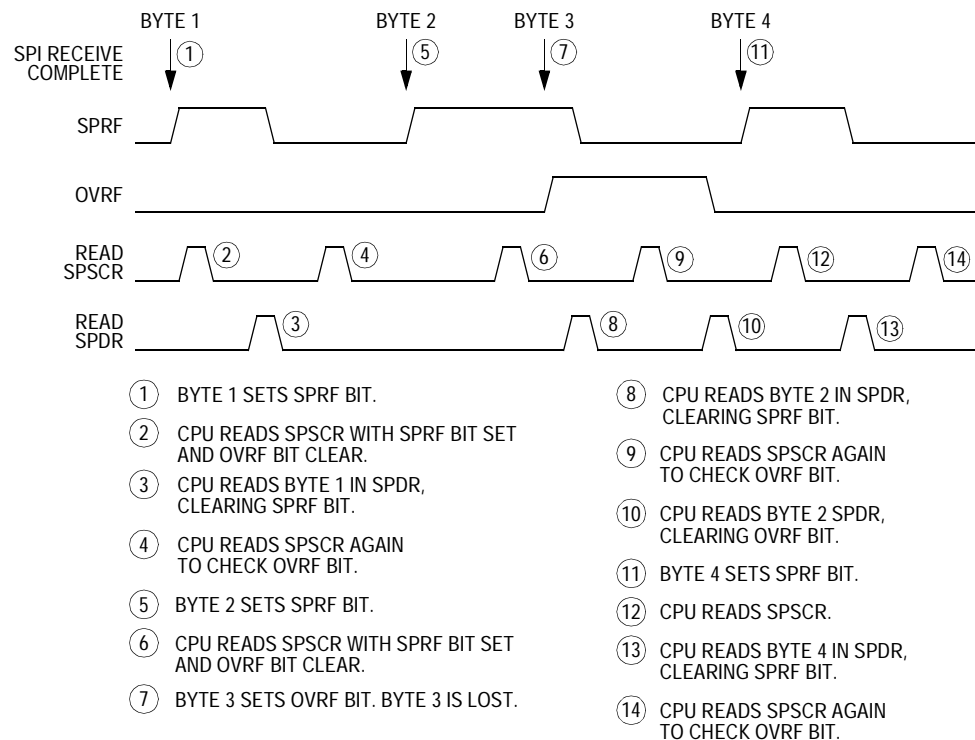 BYTE 1 BYTE 2 BYTE 3 BYTE 4
SPI RECEIVE
COMPLETE
1 5 7 11
SPRF
OVRF
READ
SPSCR
2 4 6 9 12 14
READ
SPDR
3 8 10 13
1 BYTE 1 SETS SPRF BIT.
2 CPU READS SPSCR WITH SPRF BIT SET
AND OVRF BIT CLEAR.
3 CPU READS BYTE 1 IN SPDR,
CLEARING SPRF BIT.
4 CPU READS SPSCR AGAIN
TO CHECK OVRF BIT.
5 BYTE 2 SETS SPRF BIT.
6 CPU READS SPSCR WITH SPRF BIT SET
AND OVRF BIT CLEAR.
7 BYTE 3 SETS OVRF BIT. BYTE 3 IS LOST.
8 CPU READS BYTE 2 IN SPDR,
CLEARING SPRF BIT.
9 CPU READS SPSCR AGAIN
TO CHECK OVRF BIT.
10 CPU READS BYTE 2 SPDR,
CLEARING OVRF BIT.
11 BYTE 4 SETS SPRF BIT.
12 CPU READS SPSCR.
13 CPU READS BYTE 4 IN SPDR,
CLEARING SPRF BIT.
14 CPU READS SPSCR AGAIN
TO CHECK OVRF BIT.